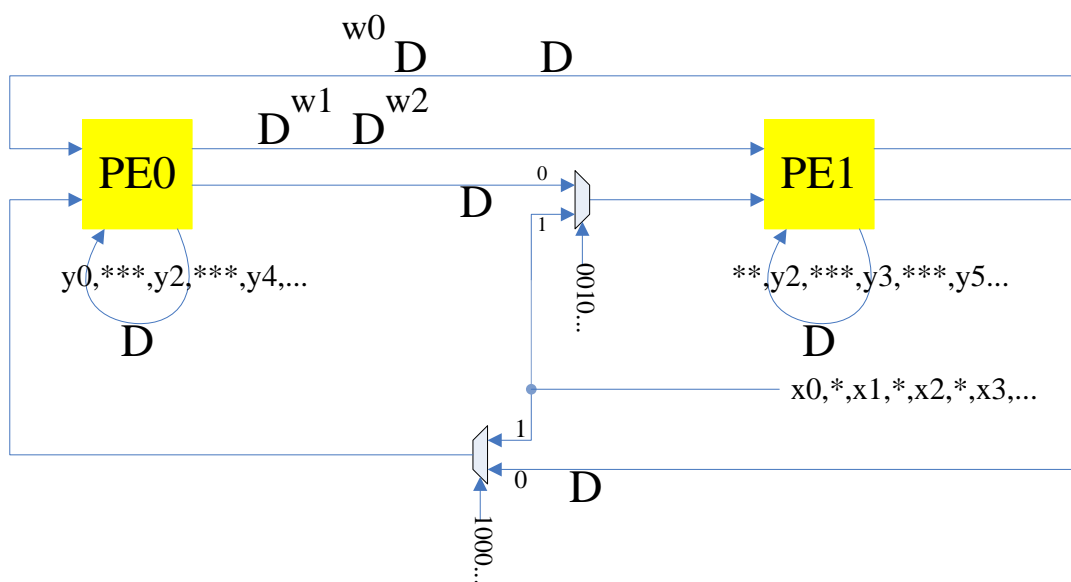 w0
D D
w1 w2
D D
PE0 PE1
0
D
1
y0,***,y2,***,y4,...
0010...
**,y2,***,y3,***,y5...
D D
x0,*,x1,*,x2,*,x3,...
1
0 D
1000...